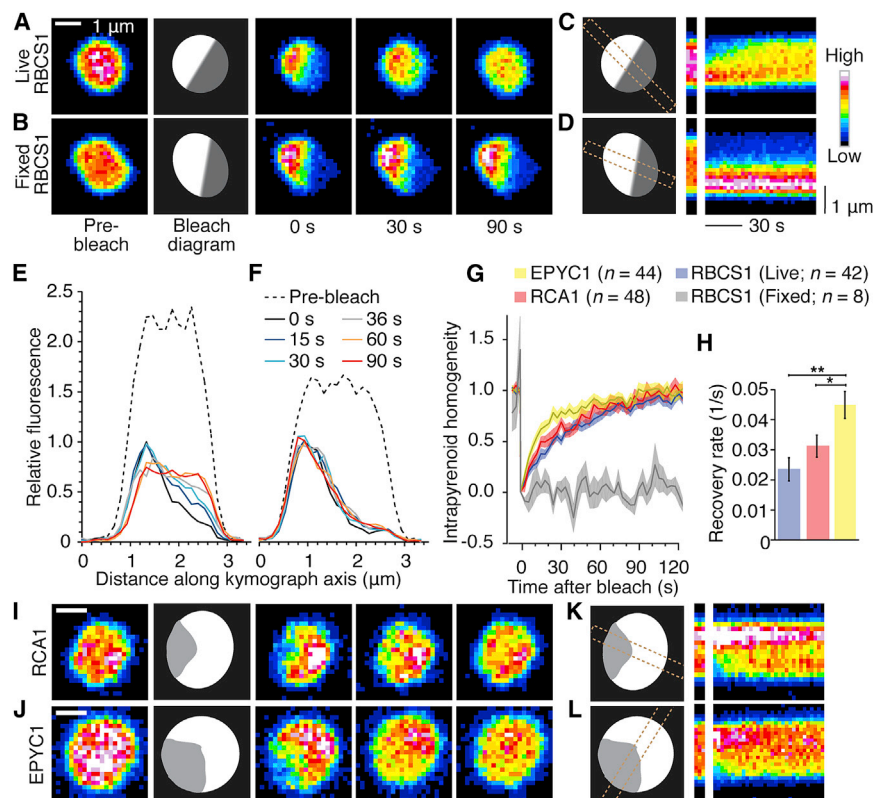 A
1 μm
Live
RBCS1
C
High
Low
B
Fixed
RBCS1
D
1 μm
Pre-
bleach
Bleach
diagram
0 s
30 s
90 s
30 s
E
F
G
EPYC1 (n = 44)
RBCS1 (Live; n = 42)
RCA1 (n = 48)
RBCS1 (Fixed; n = 8)
Pre-bleach
0 s
36 s
15 s
60 s
30 s
90 s
Relative fluorescence
2.5
2.0
1.5
1.0
0.5
0
0
1
2
3
0
1
2
3
Distance along kymograph axis (μm)
Intrapyrenoid homogeneity
1.5
1.0
0.5
0.0
-0.5
0
30
60
90
120
Time after bleach (s)
H
**
*
Recovery rate (1/s)
0.05
0.04
0.03
0.02
0.01
0
I
RCA1
K
J
EPYC1
L